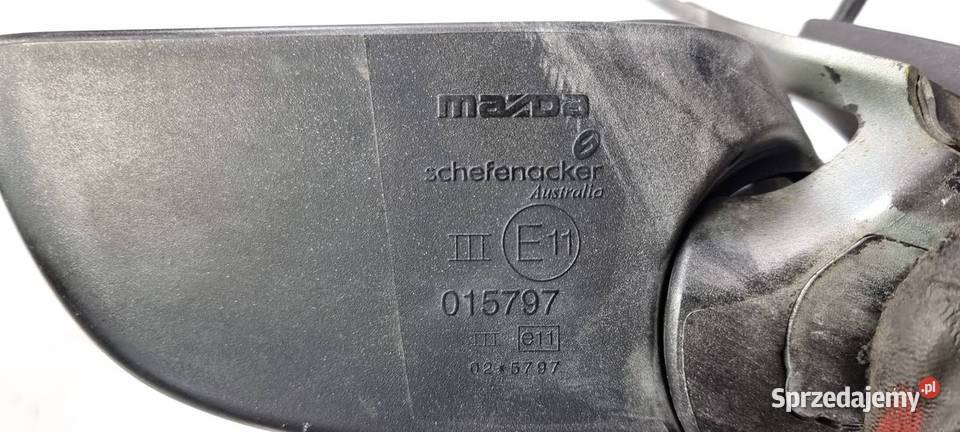 mazda
schefenacker
Australia
III E11
015797
III e11
02*5797
Sprzedajemy.pl